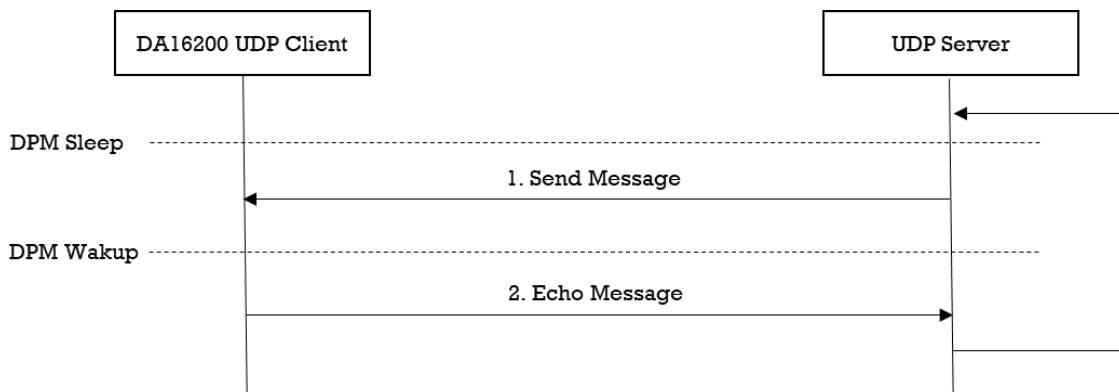 DA16200 UDP Client
UDP Server
DPM Sleep
1. Send Message
DPM Wakup
2. Echo Message